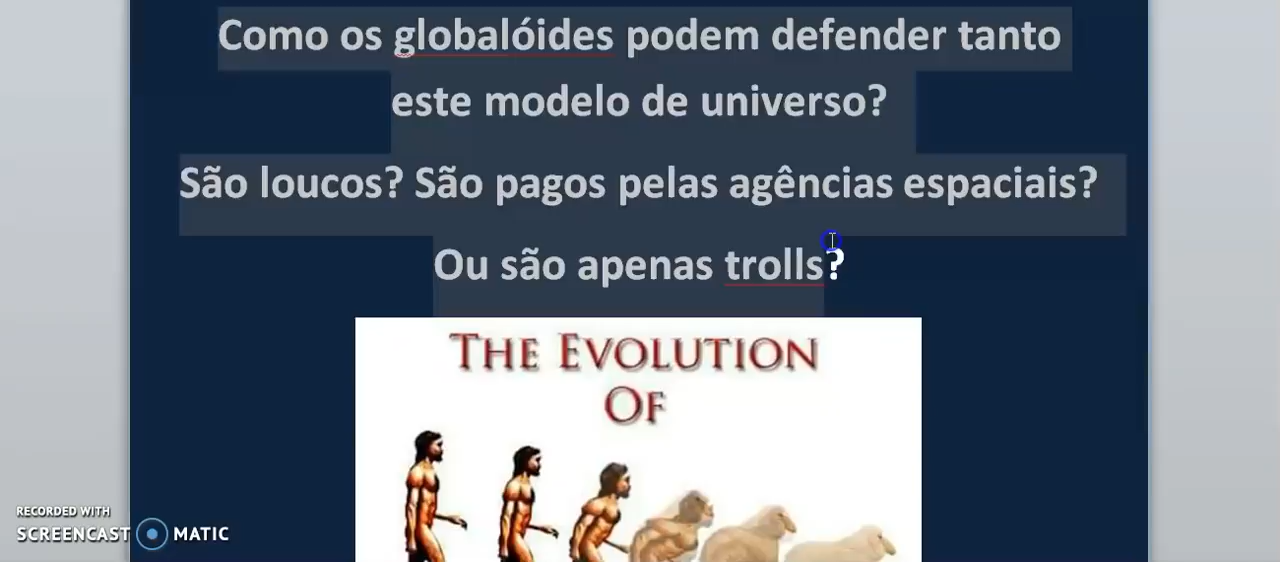 Como os globalóides podem defender tanto
este modelo de universo?
São loucos? São pagos pelas agências espaciais?
Ou são apenas trolls?
THE EVOLUTION
OF
RECORDED WITH
SCREENCAST MATIC